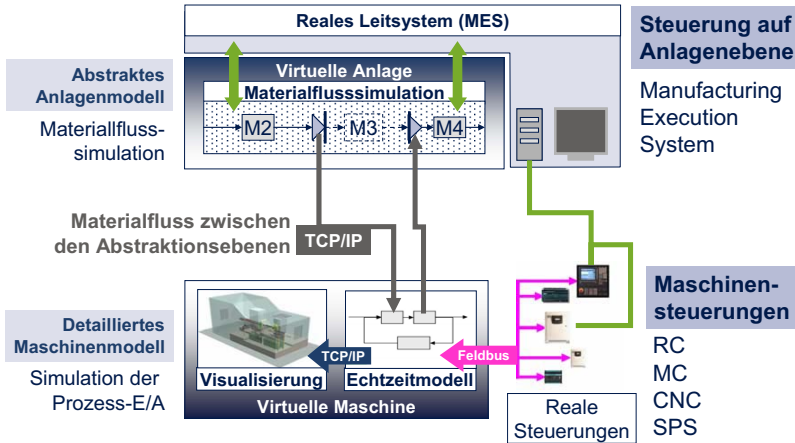 Reales Leitsystem (MES)
Steuerung auf
Anlagenebene
Manufacturing
Execution
System
Abstraktes
Anlagenmodell
Materiallfluss-
simulation
Virtuelle Anlage
Materialflusssimulation
M2
M3
M4
Materialfluss zwischen
den Abstraktionsebenen
TCP/IP
Detailliertes
Maschinenmodell
Simulation der
Prozess-E/A
Visualisierung
TCP/IP
Echtzeitmodell
Virtuelle Maschine
Feldbus
Reale
Steuerungen
Maschinen-
steuerungen
RC
MC
CNC
SPS